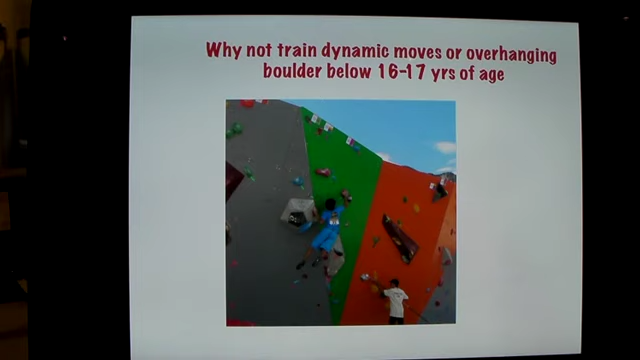 Why not train dynamic moves or overhanging
boulder below 16-17 yrs of age